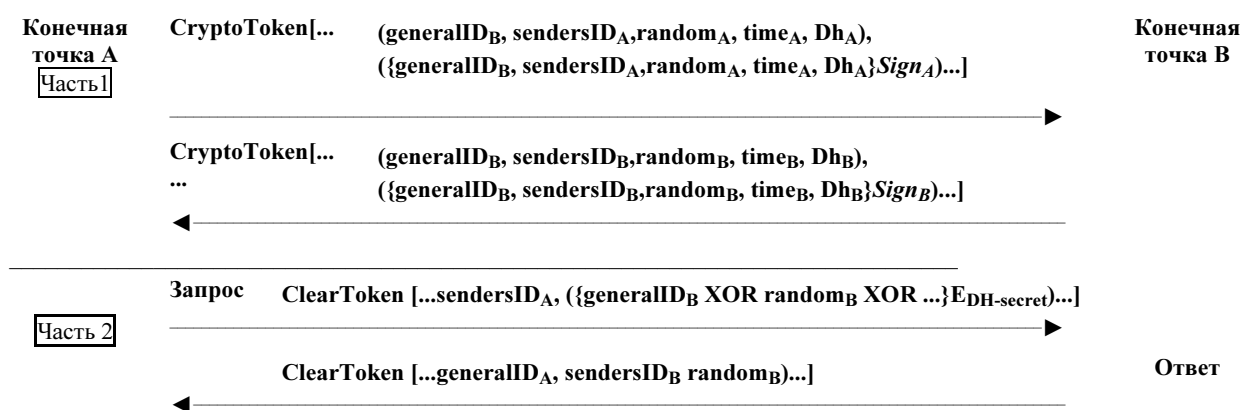 Конечная CryptoToken[... (generalIDB, sendersIDA,randomA, timeA, DhA), Конечная
точка A ({generalIDB, sendersIDA,randomA, timeA, DhA}SignA)...] точка B
Часть1
CryptoToken[... (generalIDB, sendersIDB,randomB, timeB, DhB),
... ({generalIDB, sendersIDB,randomB, timeB, DhB}SignB)...]
Запрос ClearToken [...sendersIDA, ({generalIDB XOR randomB XOR ...}EDH-secret)...]
Часть 2
ClearToken [...generalIDA, sendersIDB randomB)...] Ответ